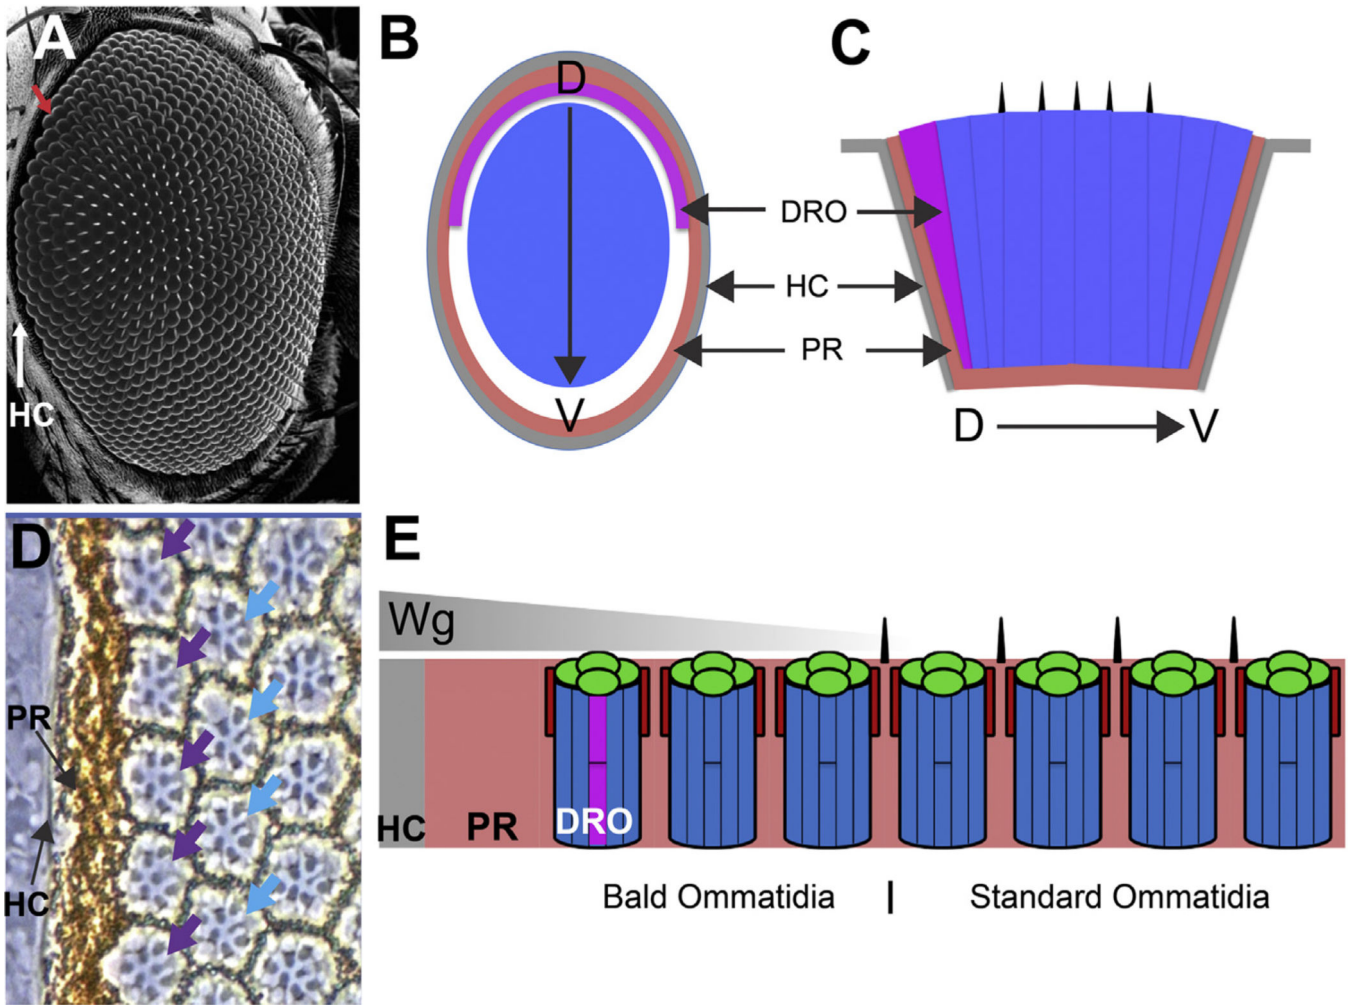 A
HC
B
D
V
C
DRO
HC
PR
D
V
D
PR
HC
E
Wg
HC
PR
DRO
Bald Ommatidia | Standard Ommatidia